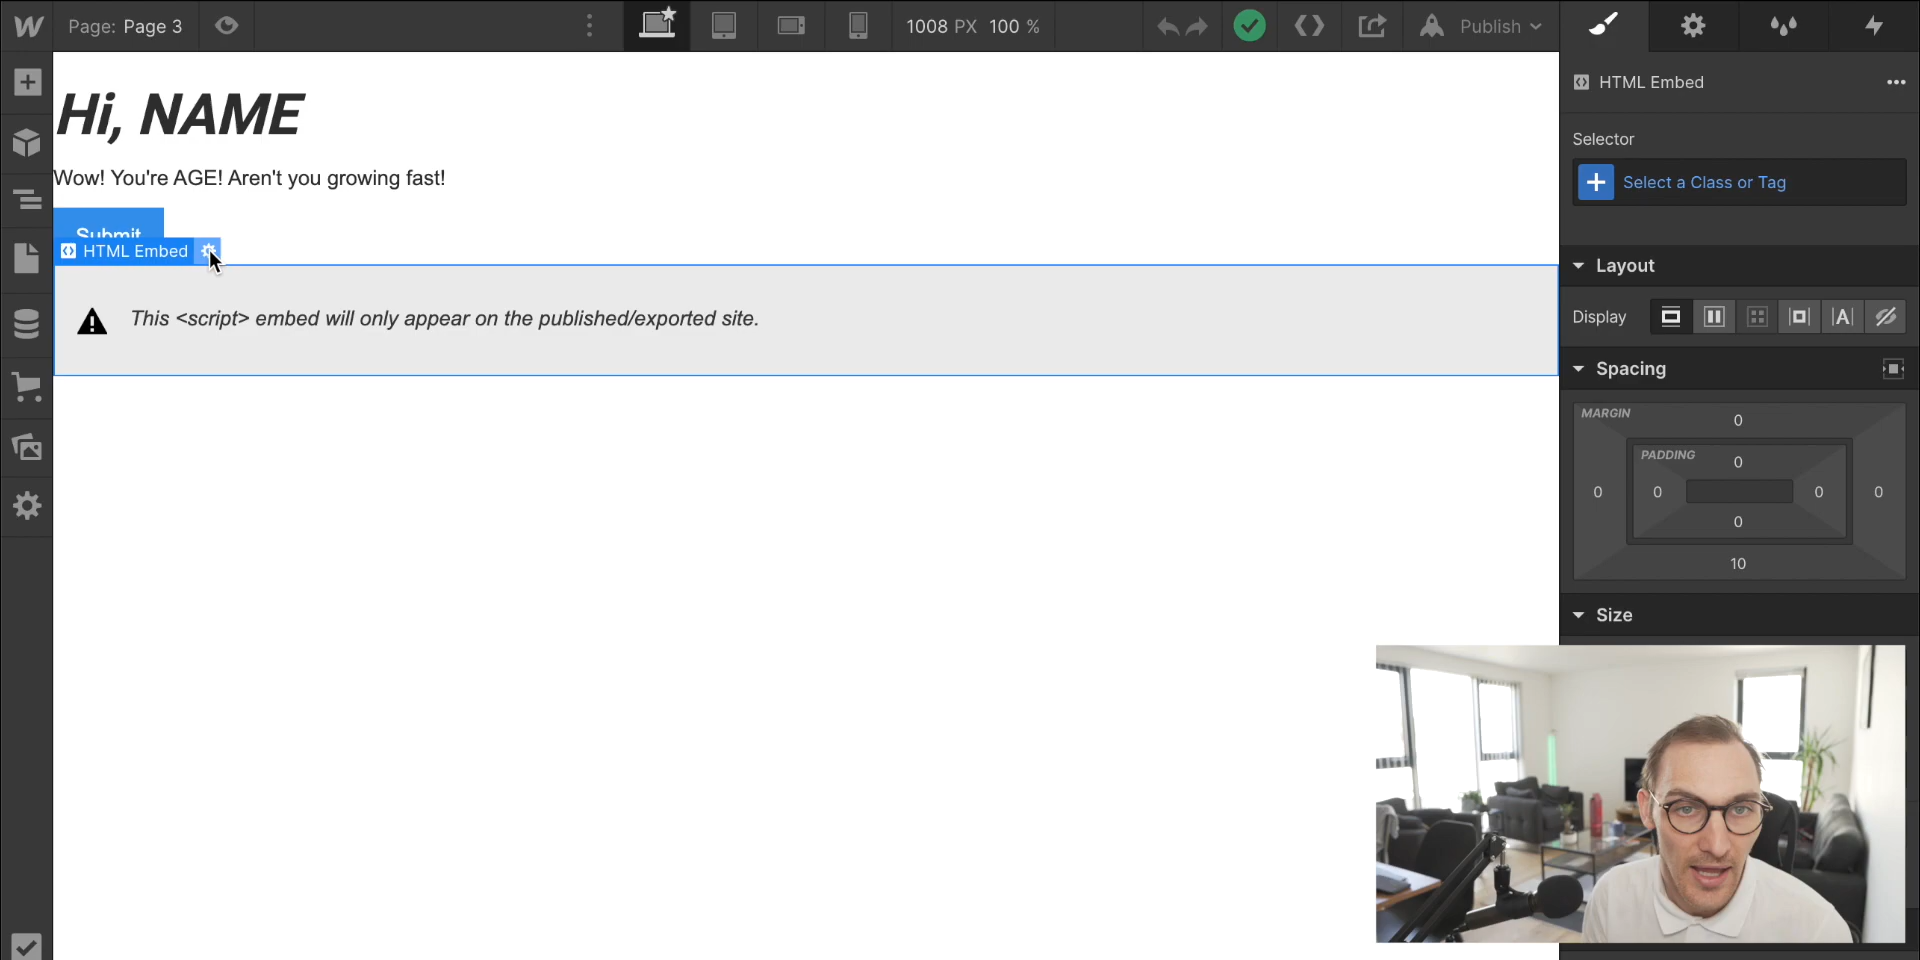 Page: Page 3
1008 PX 100 %
Publish
Hi, NAME
Wow! You're AGE! Aren't you growing fast!
Submit
HTML Embed
This <script> embed will only appear on the published/exported site.
HTML Embed
Selector
Select a Class or Tag
Layout
Display
Spacing
MARGIN
0
PADDING
0
0 0 0 0
0
10
Size